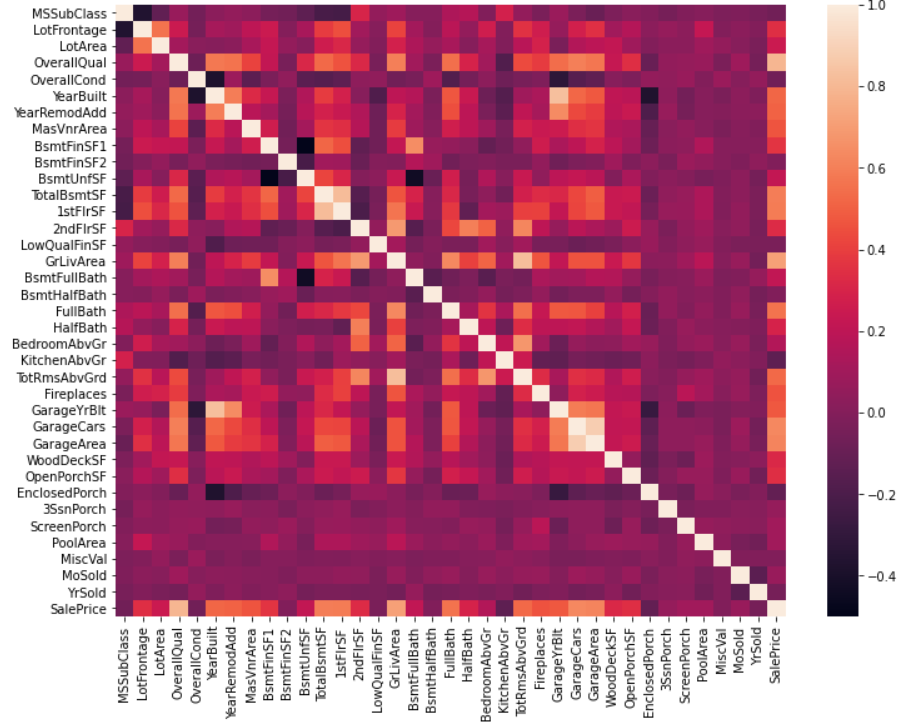 MSSubClass
LotFrontage
LotArea
OverallQual
OverallCond
YearBuilt
YearRemodAdd
MasVnrArea
BsmtFinSF1
BsmtFinSF2
BsmtUnfSF
TotalBsmtSF
1stFlrSF
2ndFlrSF
LowQualFinSF
GrLivArea
BsmtFullBath
BsmtHalfBath
FullBath
HalfBath
BedroomAbvGr
KitchenAbvGr
TotRmsAbvGrd
Fireplaces
GarageYrBlt
GarageCars
GarageArea
WoodDeckSF
OpenPorchSF
EnclosedPorch
3SsnPorch
ScreenPorch
PoolArea
MiscVal
MoSold
YrSold
SalePrice
MSSubClass
LotFrontage
LotArea
OverallQual
OverallCond
YearBuilt
YearRemodAdd
MasVnrArea
BsmtFinSF1
BsmtFinSF2
BsmtUnfSF
TotalBsmtSF
1stFlrSF
2ndFlrSF
LowQualFinSF
GrLivArea
BsmtFullBath
BsmtHalfBath
FullBath
HalfBath
BedroomAbvGr
KitchenAbvGr
TotRmsAbvGrd
Fireplaces
GarageYrBlt
GarageCars
GarageArea
WoodDeckSF
OpenPorchSF
EnclosedPorch
3SsnPorch
ScreenPorch
PoolArea
MiscVal
MoSold
YrSold
SalePrice
1.0
0.8
0.6
0.4
0.2
0.0
−0.2
−0.4